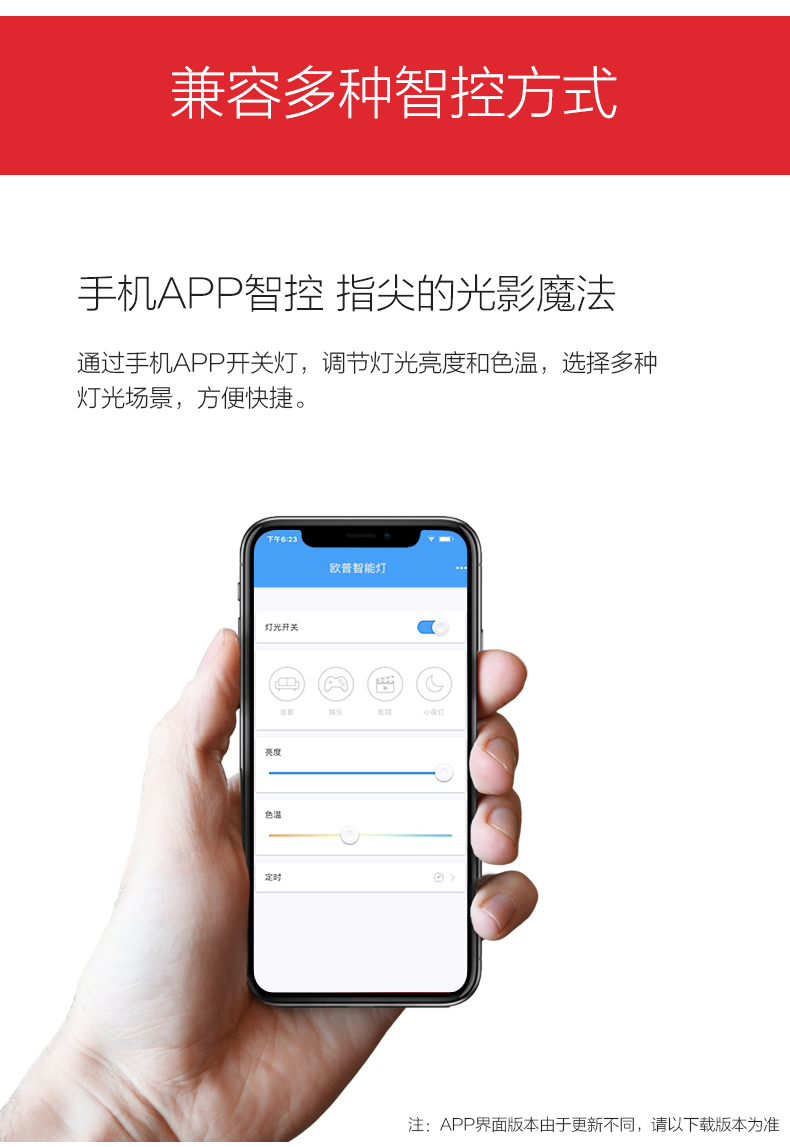 兼容多种智控方式
手机APP智控 指尖的光影魔法
通过手机APP开关灯，调节灯光亮度和色温，选择多种
灯光场景，方便快捷。
下午6:23
欧普智能灯
灯光开关
会客 娱乐 影院 小夜灯
亮度
色温
定时
注：APP界面版本由于更新不同，请以下载版本为准